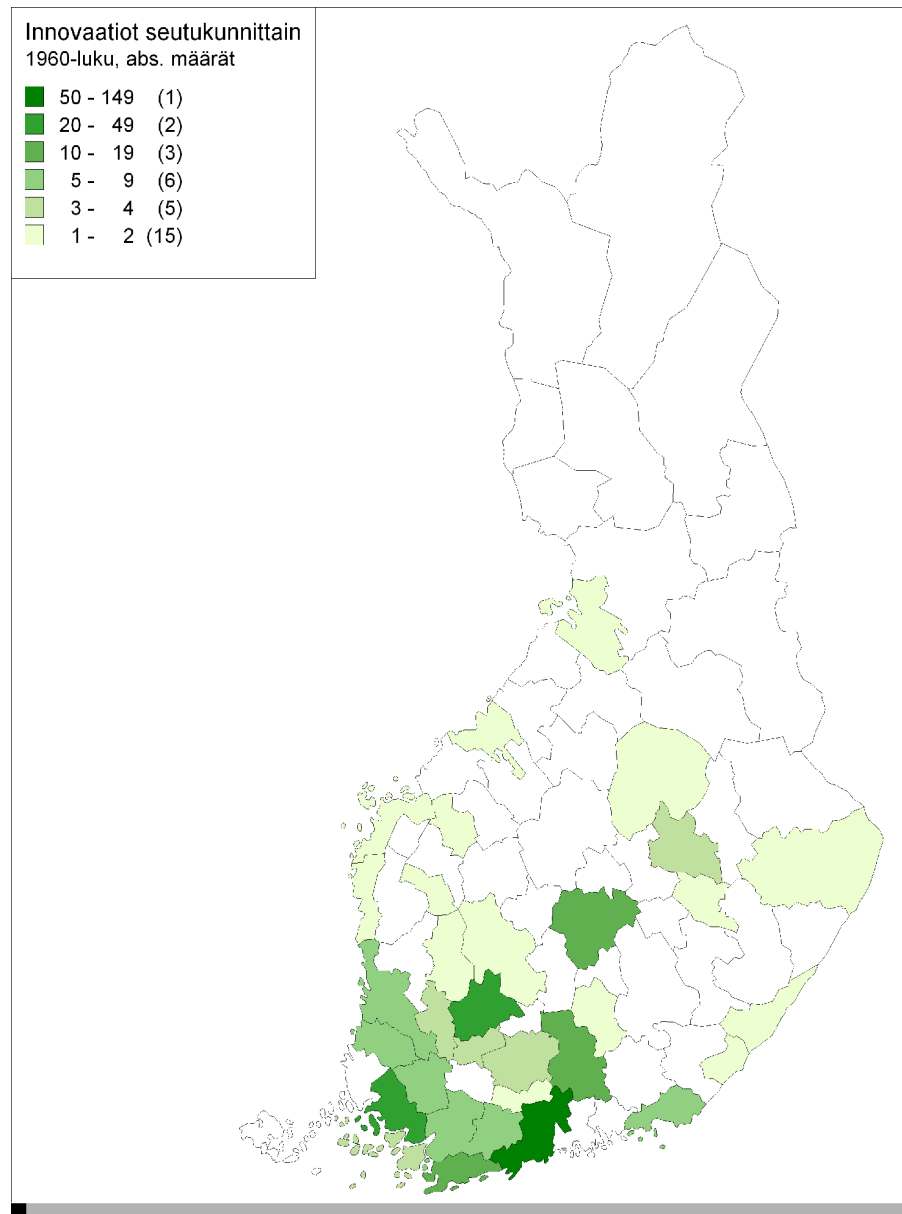 Innovaatiot seutukunnittain
1960-luku, abs. määrät
50 - 149 (1)
20 - 49 (2)
10 - 19 (3)
5 - 9 (6)
3 - 4 (5)
1 - 2 (15)